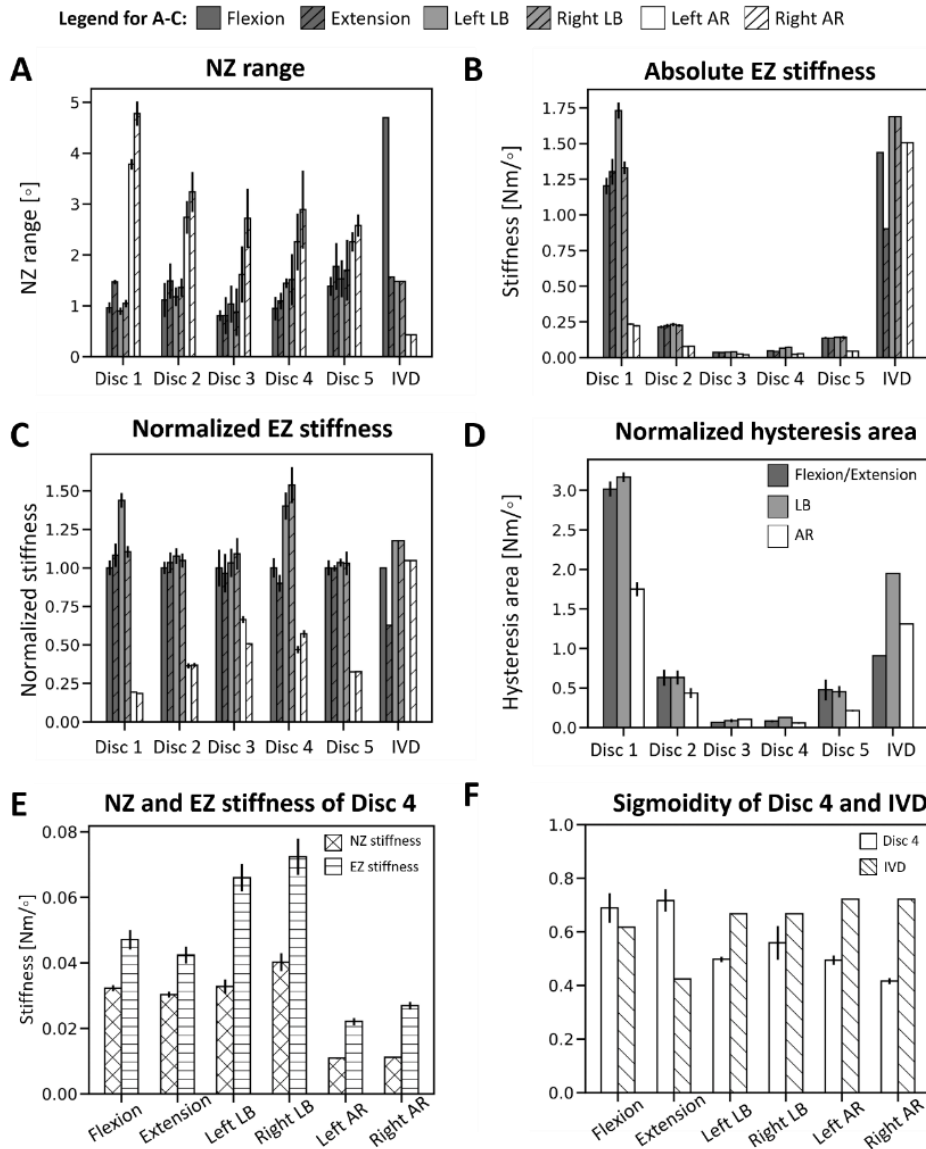 Legend for A-C: Flexion Extension Left LB Right LB Left AR Right AR
A NZ range
NZ range [°]
5
4
3
2
1
0
Disc 1 Disc 2 Disc 3 Disc 4 Disc 5 IVD
B Absolute EZ stiffness
Stiffness [Nm/°]
1.75
1.50
1.25
1.00
0.75
0.50
0.25
0.00
Disc 1 Disc 2 Disc 3 Disc 4 Disc 5 IVD
C Normalized EZ stiffness
Normalized stiffness
1.50
1.25
1.00
0.75
0.50
0.25
0.00
Disc 1 Disc 2 Disc 3 Disc 4 Disc 5 IVD
D Normalized hysteresis area
Hysteresis area [Nm/°]
3.0
2.5
2.0
1.5
1.0
0.5
0.0
Flexion/Extension
LB
AR
Disc 1 Disc 2 Disc 3 Disc 4 Disc 5 IVD
E NZ and EZ stiffness of Disc 4
Stiffness [Nm/°]
0.08
0.06
0.04
0.02
0.00
NZ stiffness
EZ stiffness
Flexion Extension Left LB Right LB Left AR Right AR
F Sigmoidity of Disc 4 and IVD
1.0
0.8
0.6
0.4
0.2
0.0
Disc 4
IVD
Flexion Extension Left LB Right LB Left AR Right AR